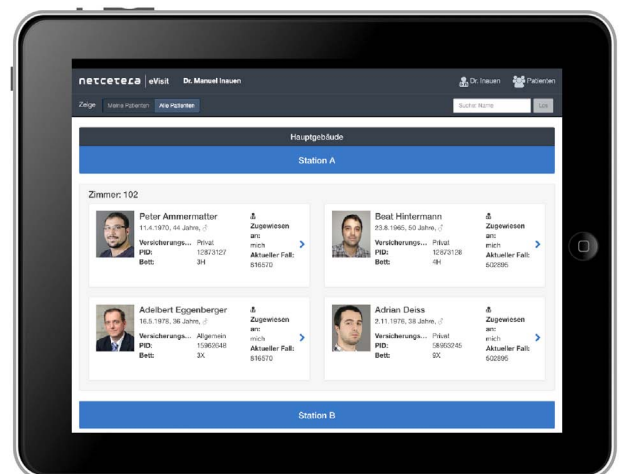 netcetera eVisit Dr. Manuel Inauen Dr. Inauen Patienten
Zeige Meine Patienten Alle Patienten Suche: Name Los
Hauptgebäude
Station A
Zimmer: 102
Peter Ammermatter
11.4.1970, 44 Jahre, ♂
Versicherungs... Privat
PID: 12873127
Bett: 3H
Zugewiesen
an:
mich
Aktueller Fall:
816570
Beat Hintermann
23.8.1965, 50 Jahre, ♂
Versicherungs... Privat
PID: 12873128
Bett: 4H
Zugewiesen
an:
mich
Aktueller Fall:
502895
Adelbert Eggenberger
16.5.1978, 36 Jahre, ♂
Versicherungs... Allgemein
PID: 15962648
Bett: 3X
Zugewiesen
an:
mich
Aktueller Fall:
816570
Adrian Deiss
2.11.1976, 38 Jahre, ♂
Versicherungs... Privat
PID: 58963245
Bett: 9X
Zugewiesen
an:
mich
Aktueller Fall:
502895
Station B